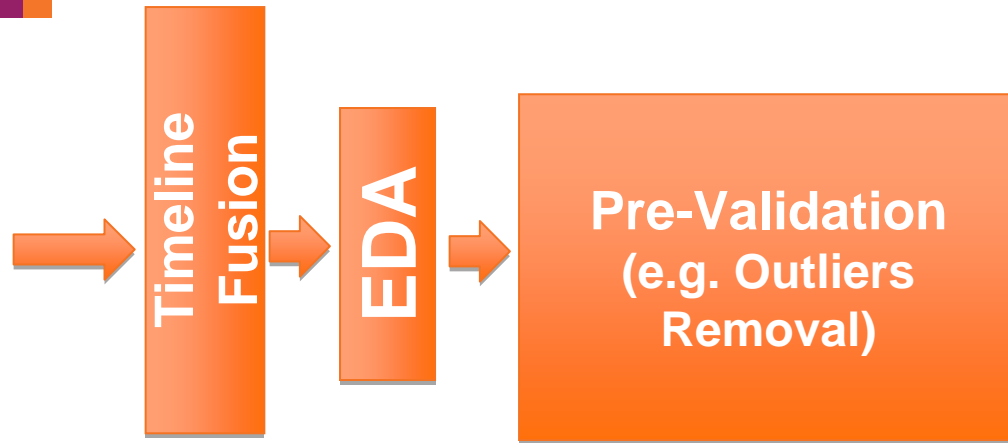 Timeline
Fusion
EDA
Pre-Validation
(e.g. Outliers
Removal)